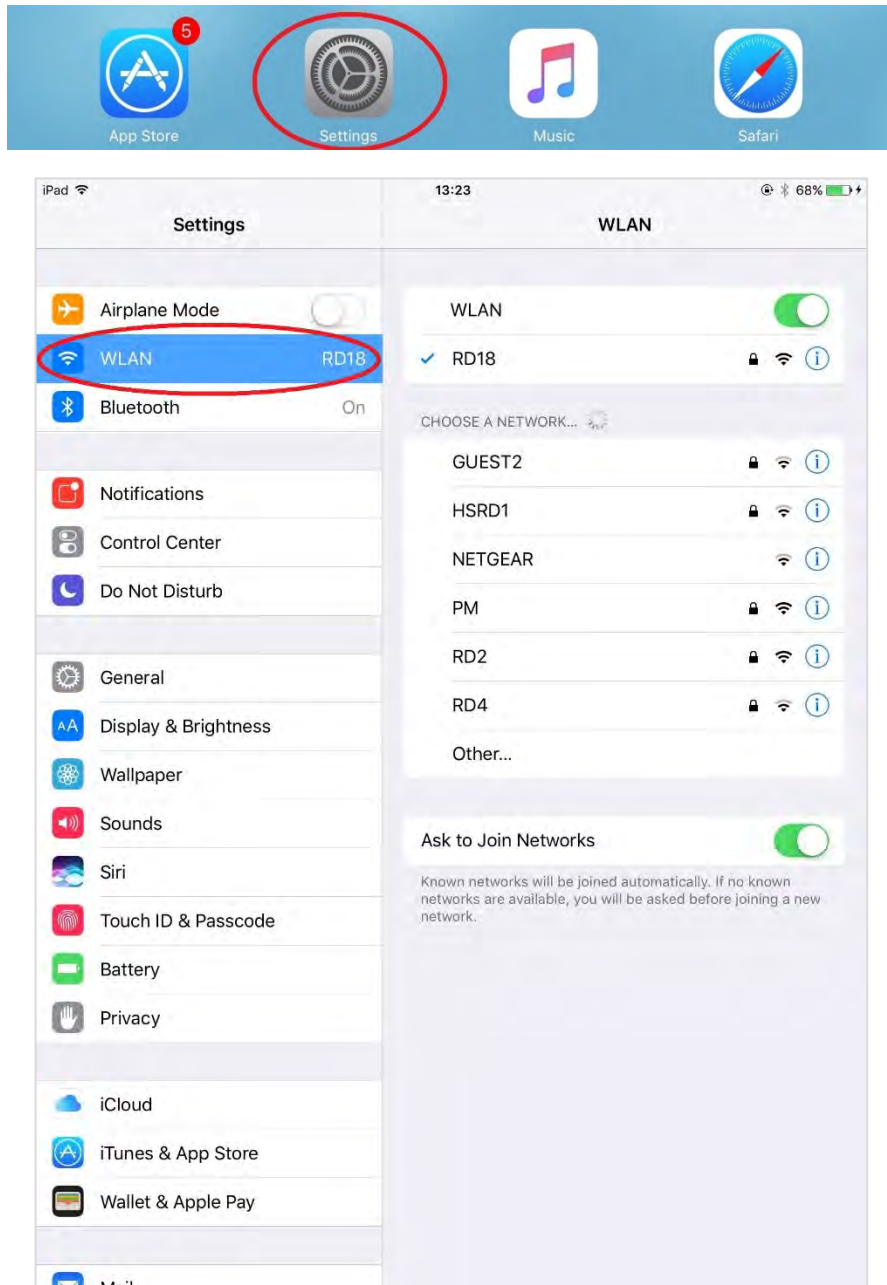 5
App Store
Settings
Music
Safari
iPad
13:23
68%
Settings
WLAN
Airplane Mode
WLAN
RD18
Bluetooth
On
Notifications
Control Center
Do Not Disturb
General
AA
Display & Brightness
Wallpaper
Sounds
Siri
Touch ID & Passcode
Battery
Privacy
iCloud
iTunes & App Store
Wallet & Apple Pay
WLAN
RD18
CHOOSE A NETWORK...
GUEST2
HSRD1
NETGEAR
PM
RD2
RD4
Other...
Ask to Join Networks
Known networks will be joined automatically. If no known
networks are available, you will be asked before joining a new
network.